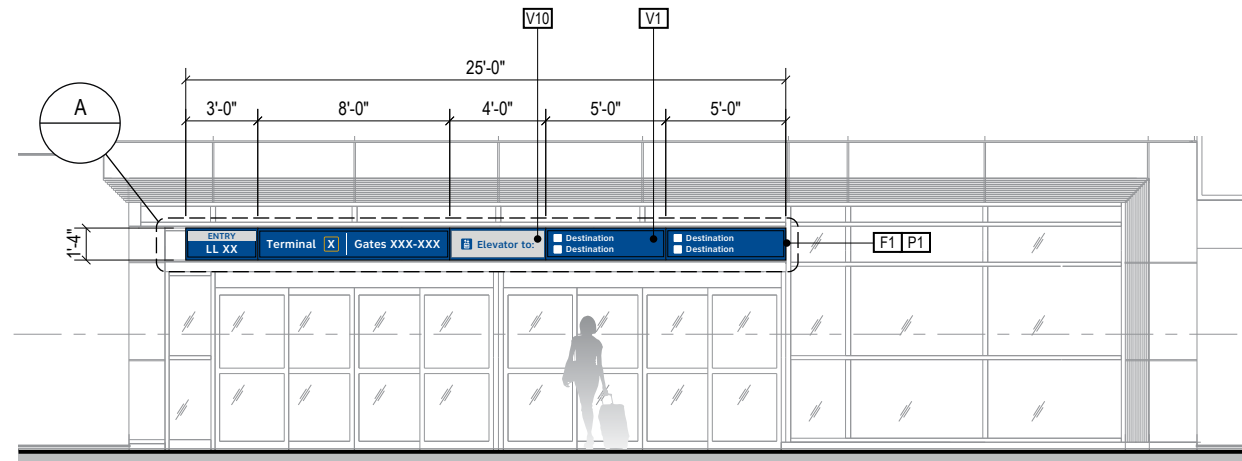 V10
V1
25'-0"
A
3'-0"
8'-0"
4'-0"
5'-0"
5'-0"
1'-4"
ENTRY
LL XX
Terminal X
Gates XXX-XXX
Elevator to:
Destination
Destination
Destination
Destination
F1 P1